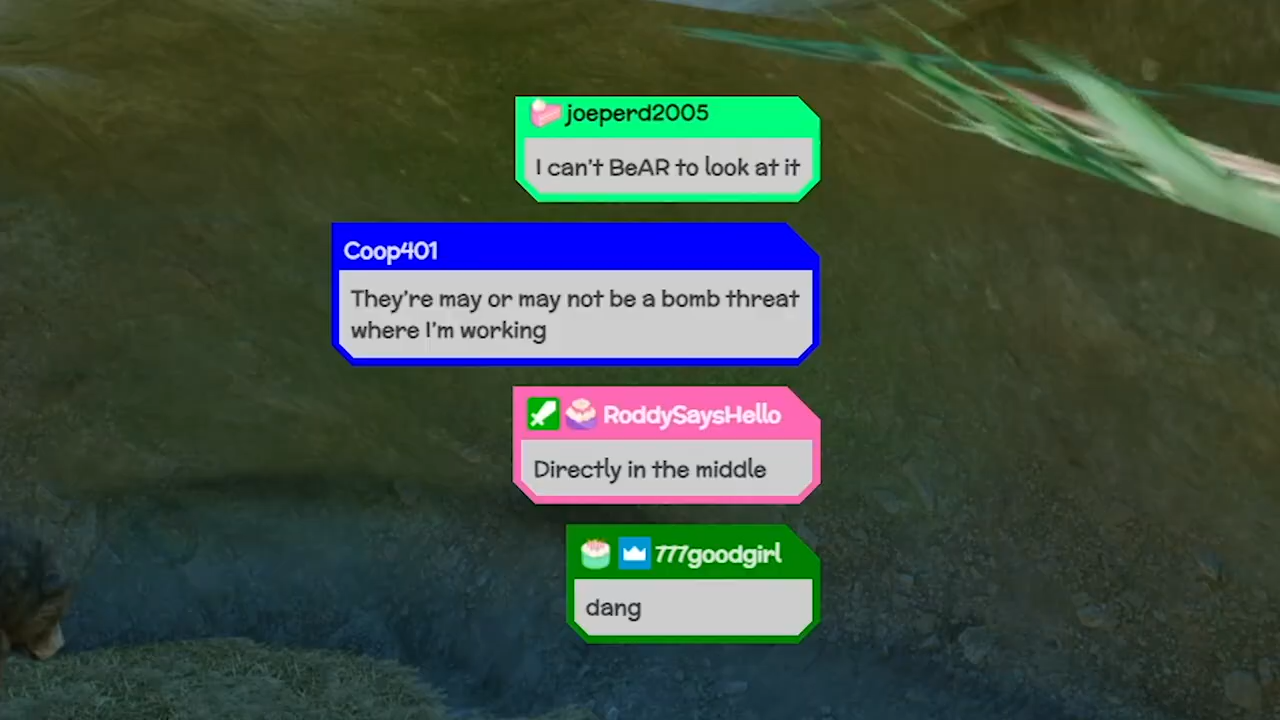 joeperd2005
I can't BeAR to look at it
Coop401
They're may or may not be a bomb threat
where I'm working
RoddySaysHello
Directly in the middle
777goodgirl
dang